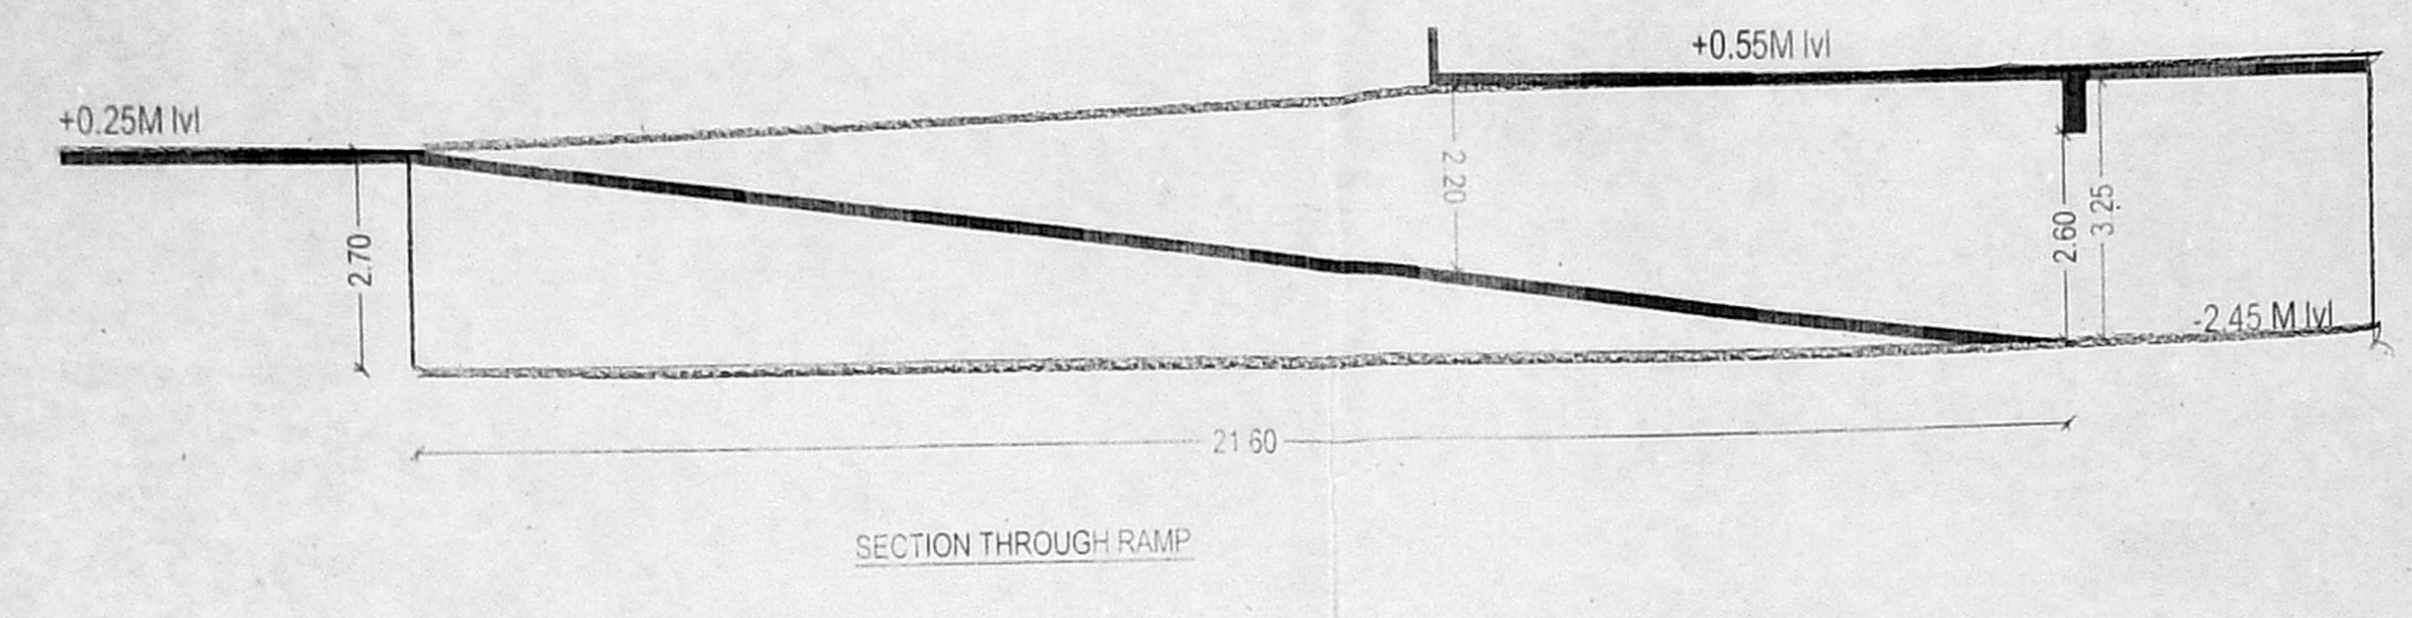 +0.55M lvl
+0.25M lvl
2.20
2.70
2.60
3.25
-2.45 M lvl
21 60
SECTION THROUGH RAMP